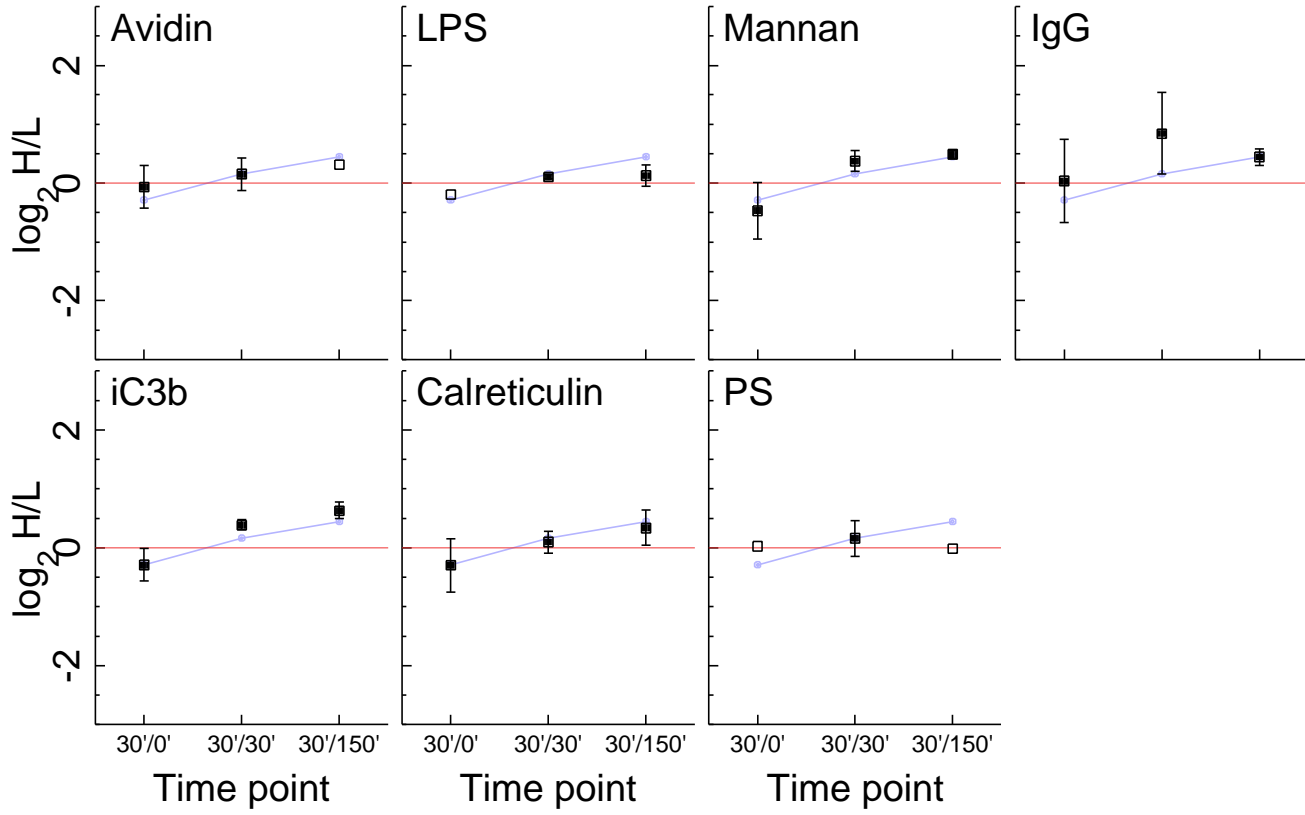 Avidin
LPS
Mannan
IgG
2
0
-2
log2 H/L
iC3b
Calreticulin
PS
2
0
-2
log2 H/L
30'/0' 30'/30' 30'/150'
30'/0' 30'/30' 30'/150'
30'/0' 30'/30' 30'/150'
Time point
Time point
Time point